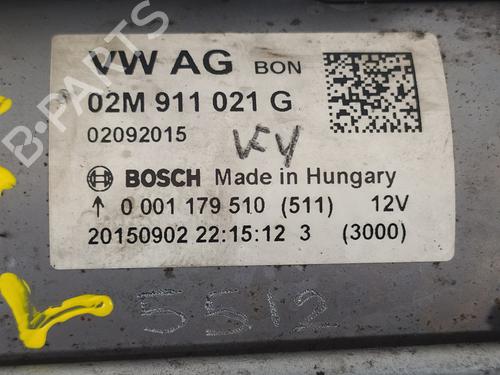 VW AG BON
02M 911 021 G
02092015
KY
BOSCH Made in Hungary
↑ 0 001 179 510 (511) 12V
20150902 22:15:12 3 (3000)
5512
B-PARTS